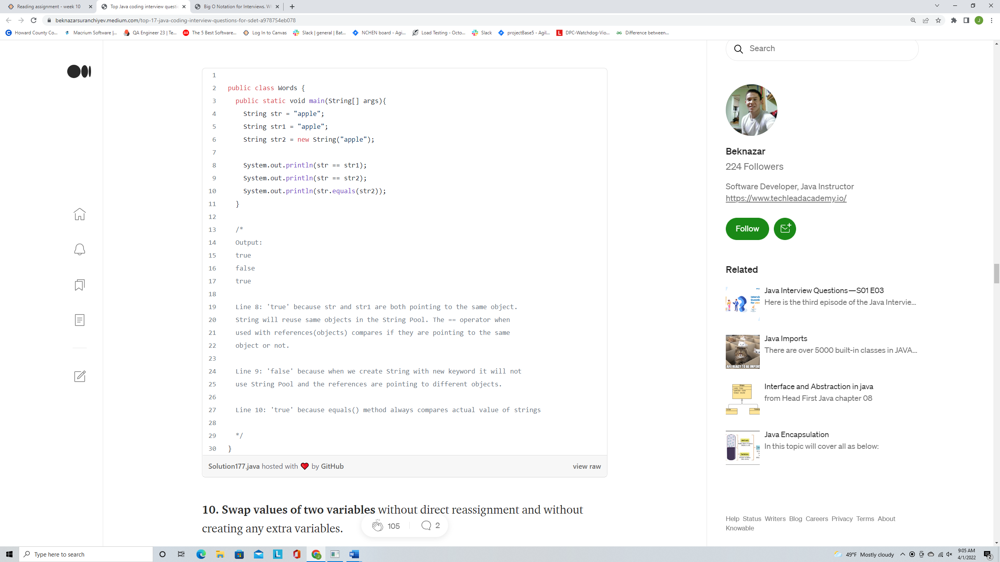 Reading assignment - week 10
Top Java coding interview questi
Big O Notation for Interviews. W
beknazarsuranchiyev.medium.com/top-17-java-coding-interview-questions-for-sdet-a978754eb078
J
Howard County Co...
Macrium Software |...
QA Engineer 23 | Te...
The 5 Best Software...
Log In to Canvas
Slack | general | Bat...
NCHEN board - Agi...
Load Testing - Octo...
Slack
projectBase5 - Agil...
DPC-Watchdog-Vio...
Difference between...
1
2 public class Words {
3 public static void main(String[] args){
4 String str = "apple";
5 String str1 = "apple";
6 String str2 = new String("apple");
7
8 System.out.println(str == str1);
9 System.out.println(str == str2);
10 System.out.println(str.equals(str2));
11 }
12
13 /*
14 Output:
15 true
16 false
17 true
18
19 Line 8: 'true' because str and str1 are both pointing to the same object.
20 String will reuse same objects in the String Pool. The == operator when
21 used with references(objects) compares if they are pointing to the same
22 object or not.
23
24 Line 9: 'false' because when we create String with new keyword it will not
25 use String Pool and the references are pointing to different objects.
26
27 Line 10: 'true' because equals() method always compares actual value of strings
28
29 */
30 }
Solution177.java hosted with ❤ by GitHub
view raw
10. Swap values of two variables without direct reassignment and without
creating any extra variables.
105
2
Search
Beknazar
224 Followers
Software Developer, Java Instructor
https://www.techleadacademy.io/
Follow
Related
Java Interview Questions — S01 E03
Here is the third episode of the Java Intervie...
Java Imports
There are over 5000 built-in classes in JAVA...
ARE READY TO BE IMPORT
Interface and Abstraction in java
from Head First Java chapter 08
Java Encapsulation
In this topic will cover all as below:
Help Status Writers Blog Careers Privacy Terms About
Knowable
Type here to search
49°F Mostly cloudy
9:05 AM
4/1/2022
2